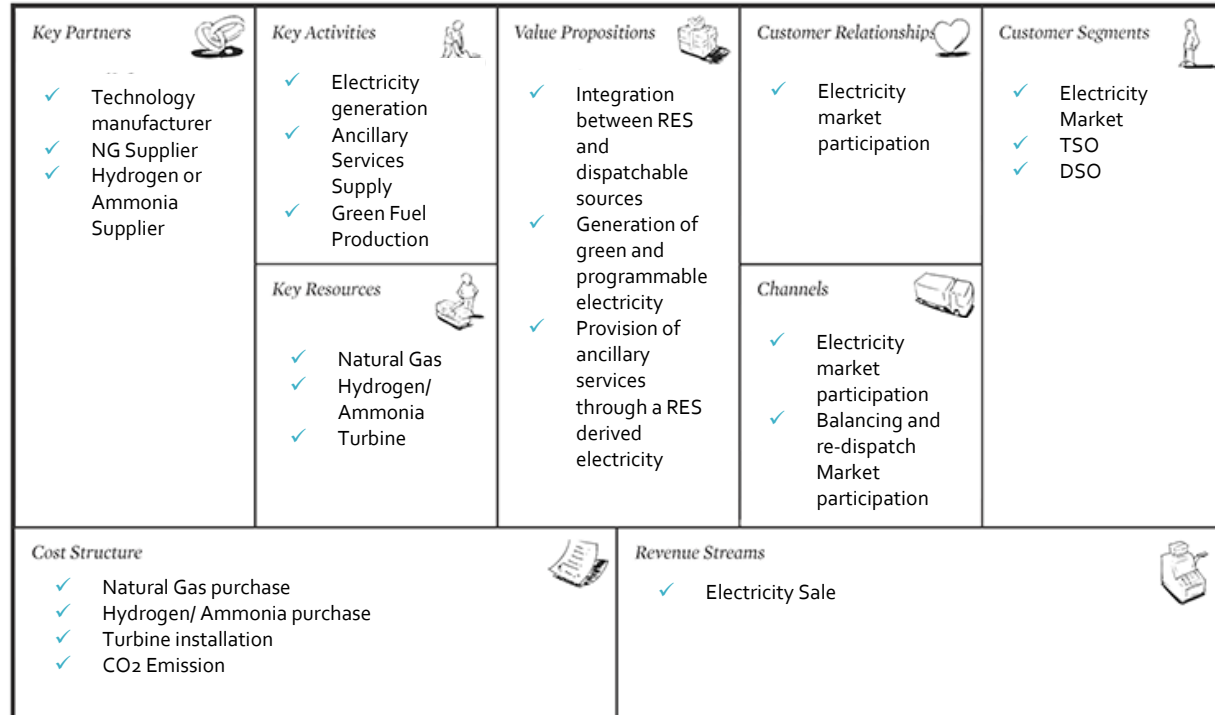 Key Partners
Technology
manufacturer
NG Supplier
Hydrogen or
Ammonia
Supplier
Key Activities
Electricity
generation
Ancillary
Services
Supply
Green Fuel
Production
Key Resources
Natural Gas
Hydrogen/
Ammonia
Turbine
Value Propositions
Integration
between RES
and
dispatchable
sources
Generation of
green and
programmable
electricity
Provision of
ancillary
services
through a RES
derived
electricity
Customer Relationships
Electricity
market
participation
Channels
Electricity
market
participation
Balancing and
re-dispatch
Market
participation
Customer Segments
Electricity
Market
TSO
DSO
Cost Structure
Natural Gas purchase
Hydrogen/ Ammonia purchase
Turbine installation
CO2 Emission
Revenue Streams
Electricity Sale